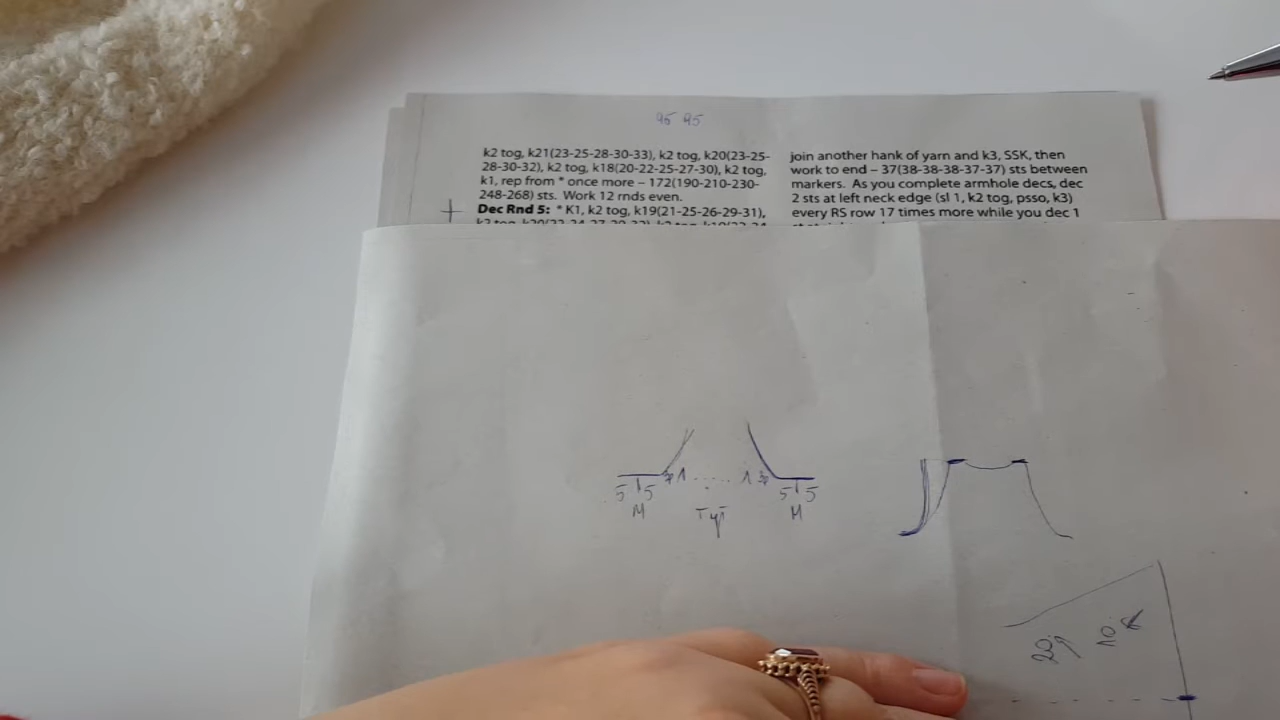 95 95
k2 tog, k21(23-25-28-30-33), k2 tog, k20(23-25-
28-30-32), k2 tog, k18(20-22-25-27-30), k2 tog,
k1, rep from * once more – 172(190-210-230-
248-268) sts. Work 12 rnds even.
Dec Rnd 5: * K1, k2 tog, k19(21-25-26-29-31),
join another hank of yarn and k3, SSK, then
work to end – 37(38-38-38-37-37) sts between
markers. As you complete armhole decs, dec
2 sts at left neck edge (sl 1, k2 tog, psso, k3)
every RS row 17 times more while you dec 1
5 5
5 5
M
M